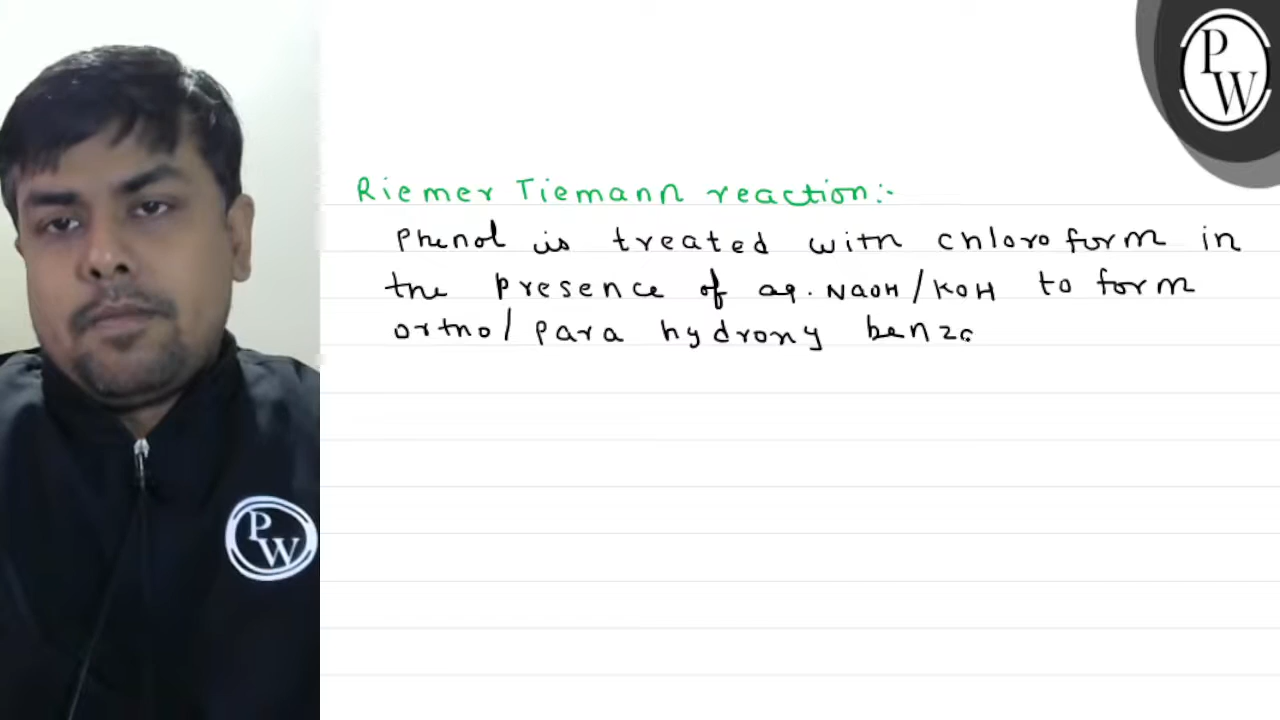 PW
Riemer Tiemann reaction:-
Phenol is treated with chloroform in
the presence of aq. NaOH/KOH to form
ortho/ para hydroxy benza
PW